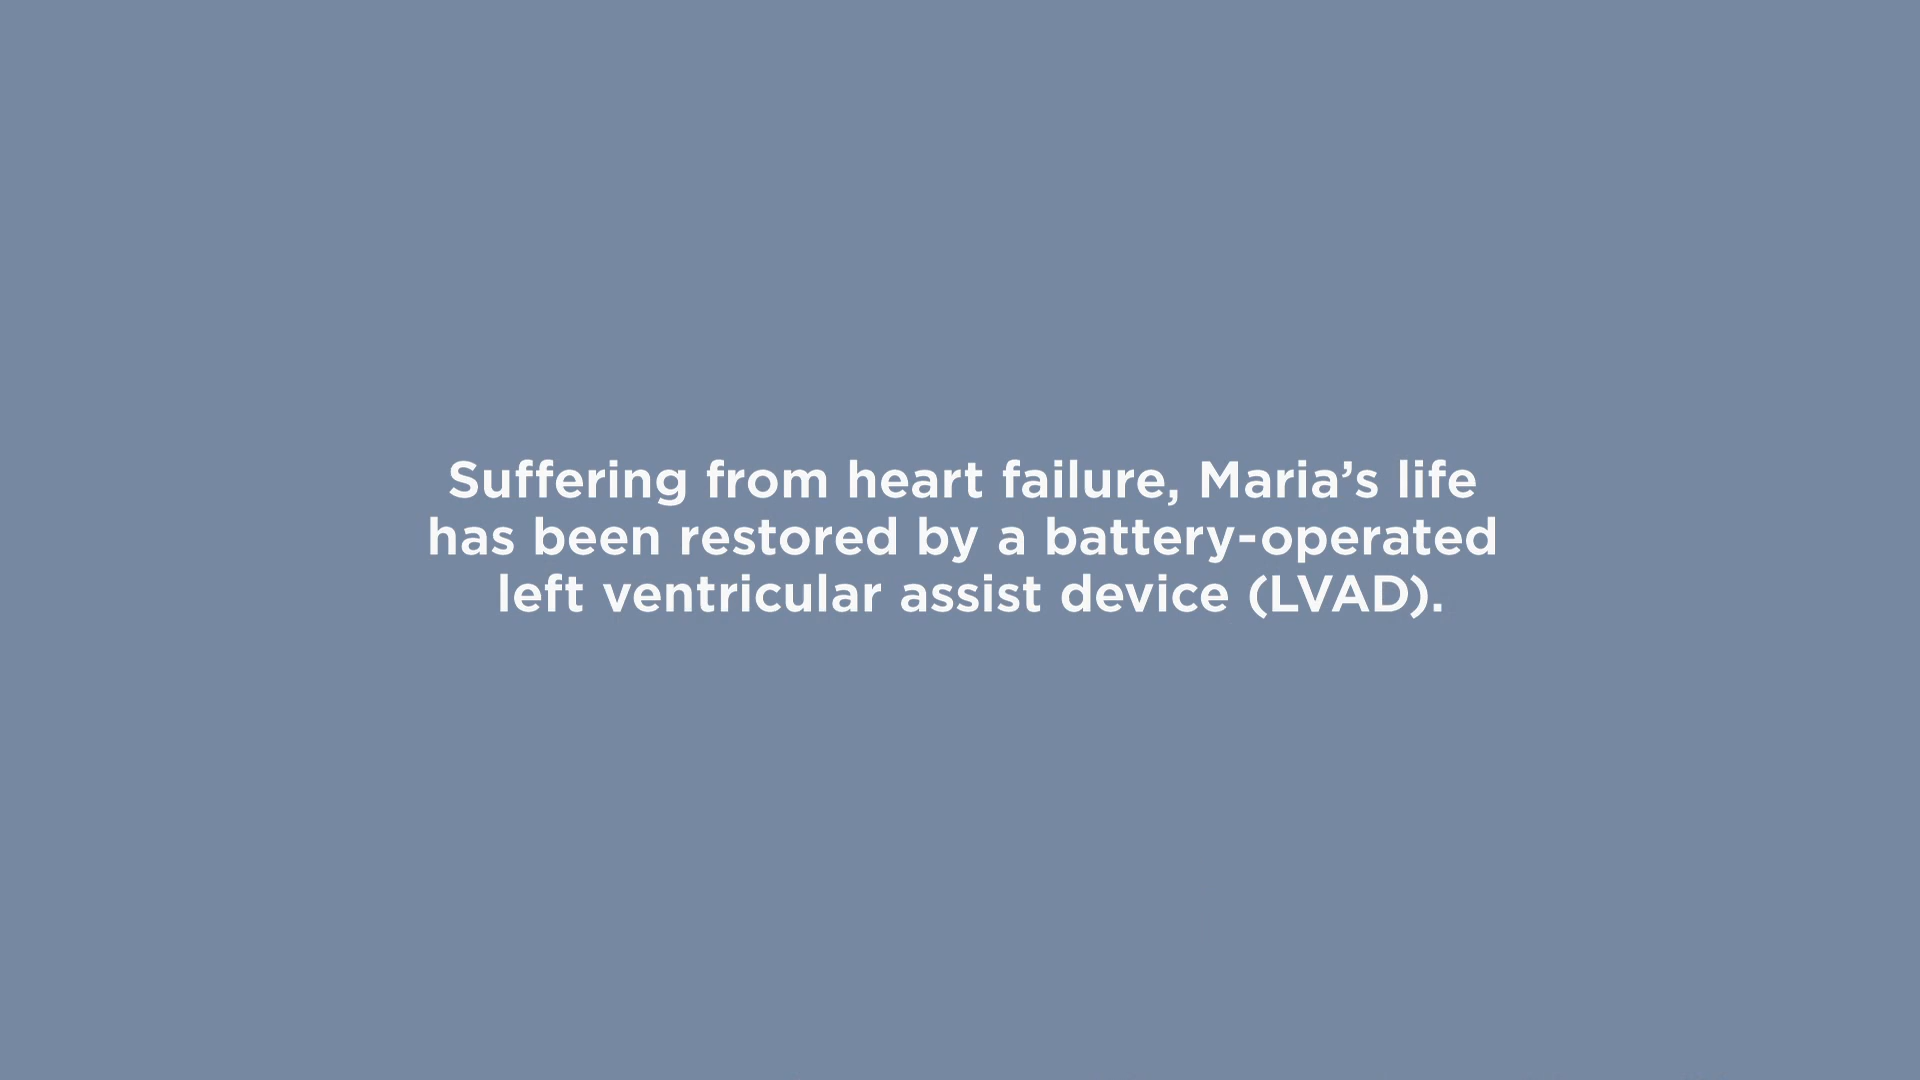 Suffering from heart failure, Maria’s life
has been restored by a battery-operated
left ventricular assist device (LVAD).